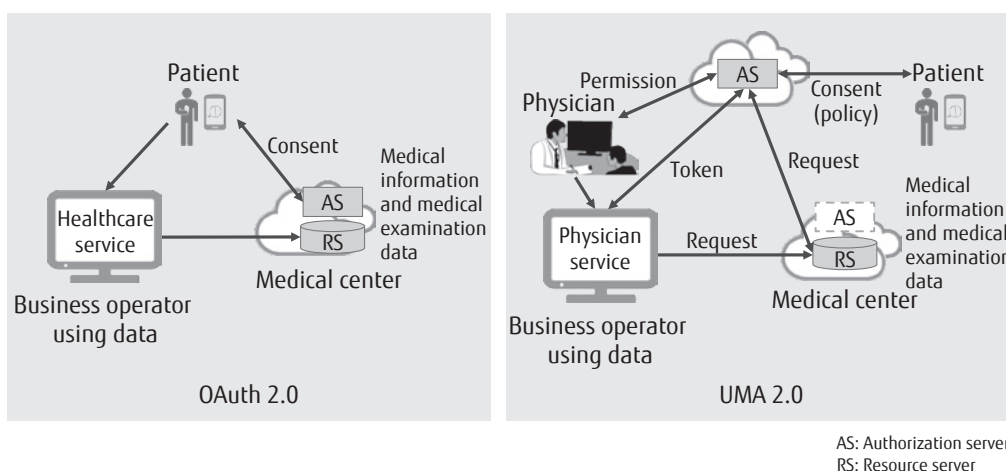 Patient
Consent
Medical
information
and medical
examination
data
Healthcare
service
AS
RS
Medical center
Business operator
using data
OAuth 2.0
Permission
AS
Patient
Consent
(policy)
Physician
Token
Request
Medical
information
and medical
examination
data
AS
RS
Physician
service
Request
Medical center
Business operator
using data
UMA 2.0
AS: Authorization server
RS: Resource server